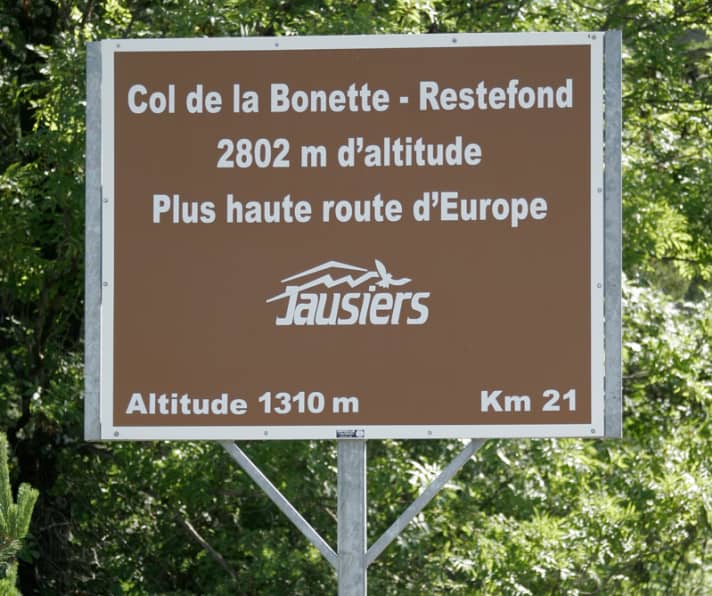 Col de la Bonette - Restefond
2802 m d'altitude
Plus haute route d'Europe
Jausiers
Altitude 1310 m
Km 21